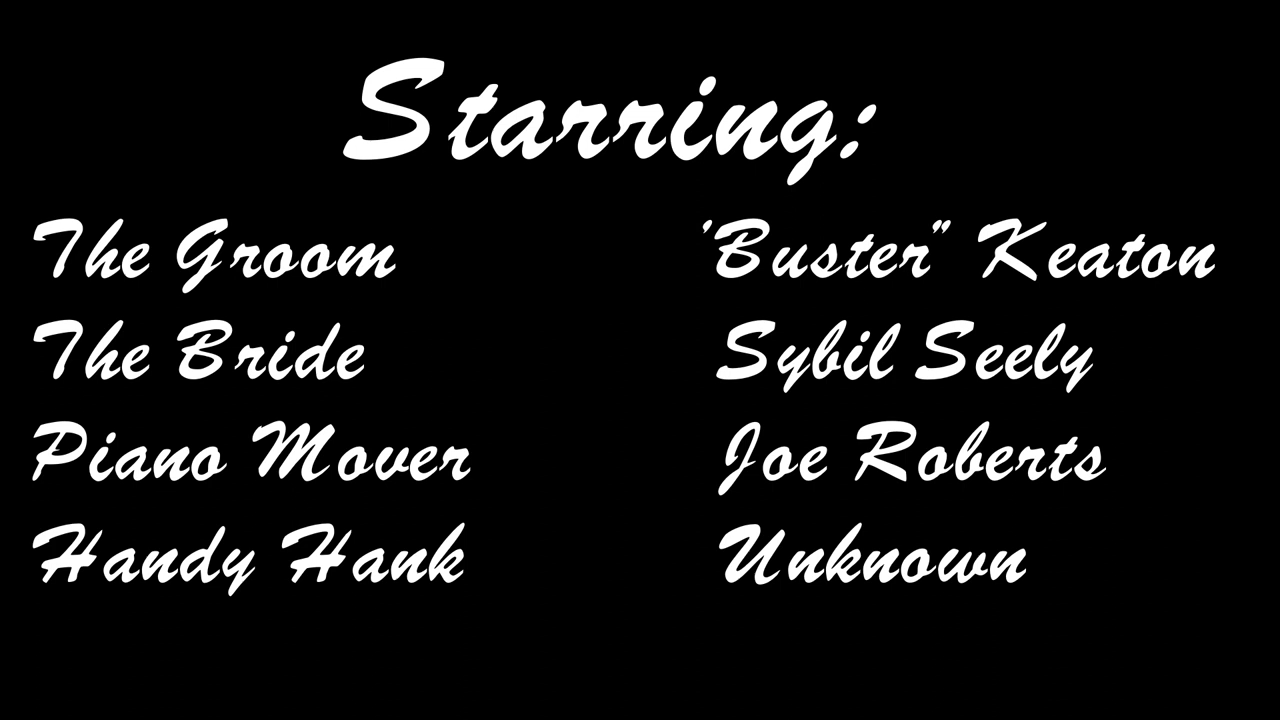 Starring:
The Groom 'Buster" Keaton
The Bride Sybil Seely
Piano Mover Joe Roberts
Handy Hank Unknown